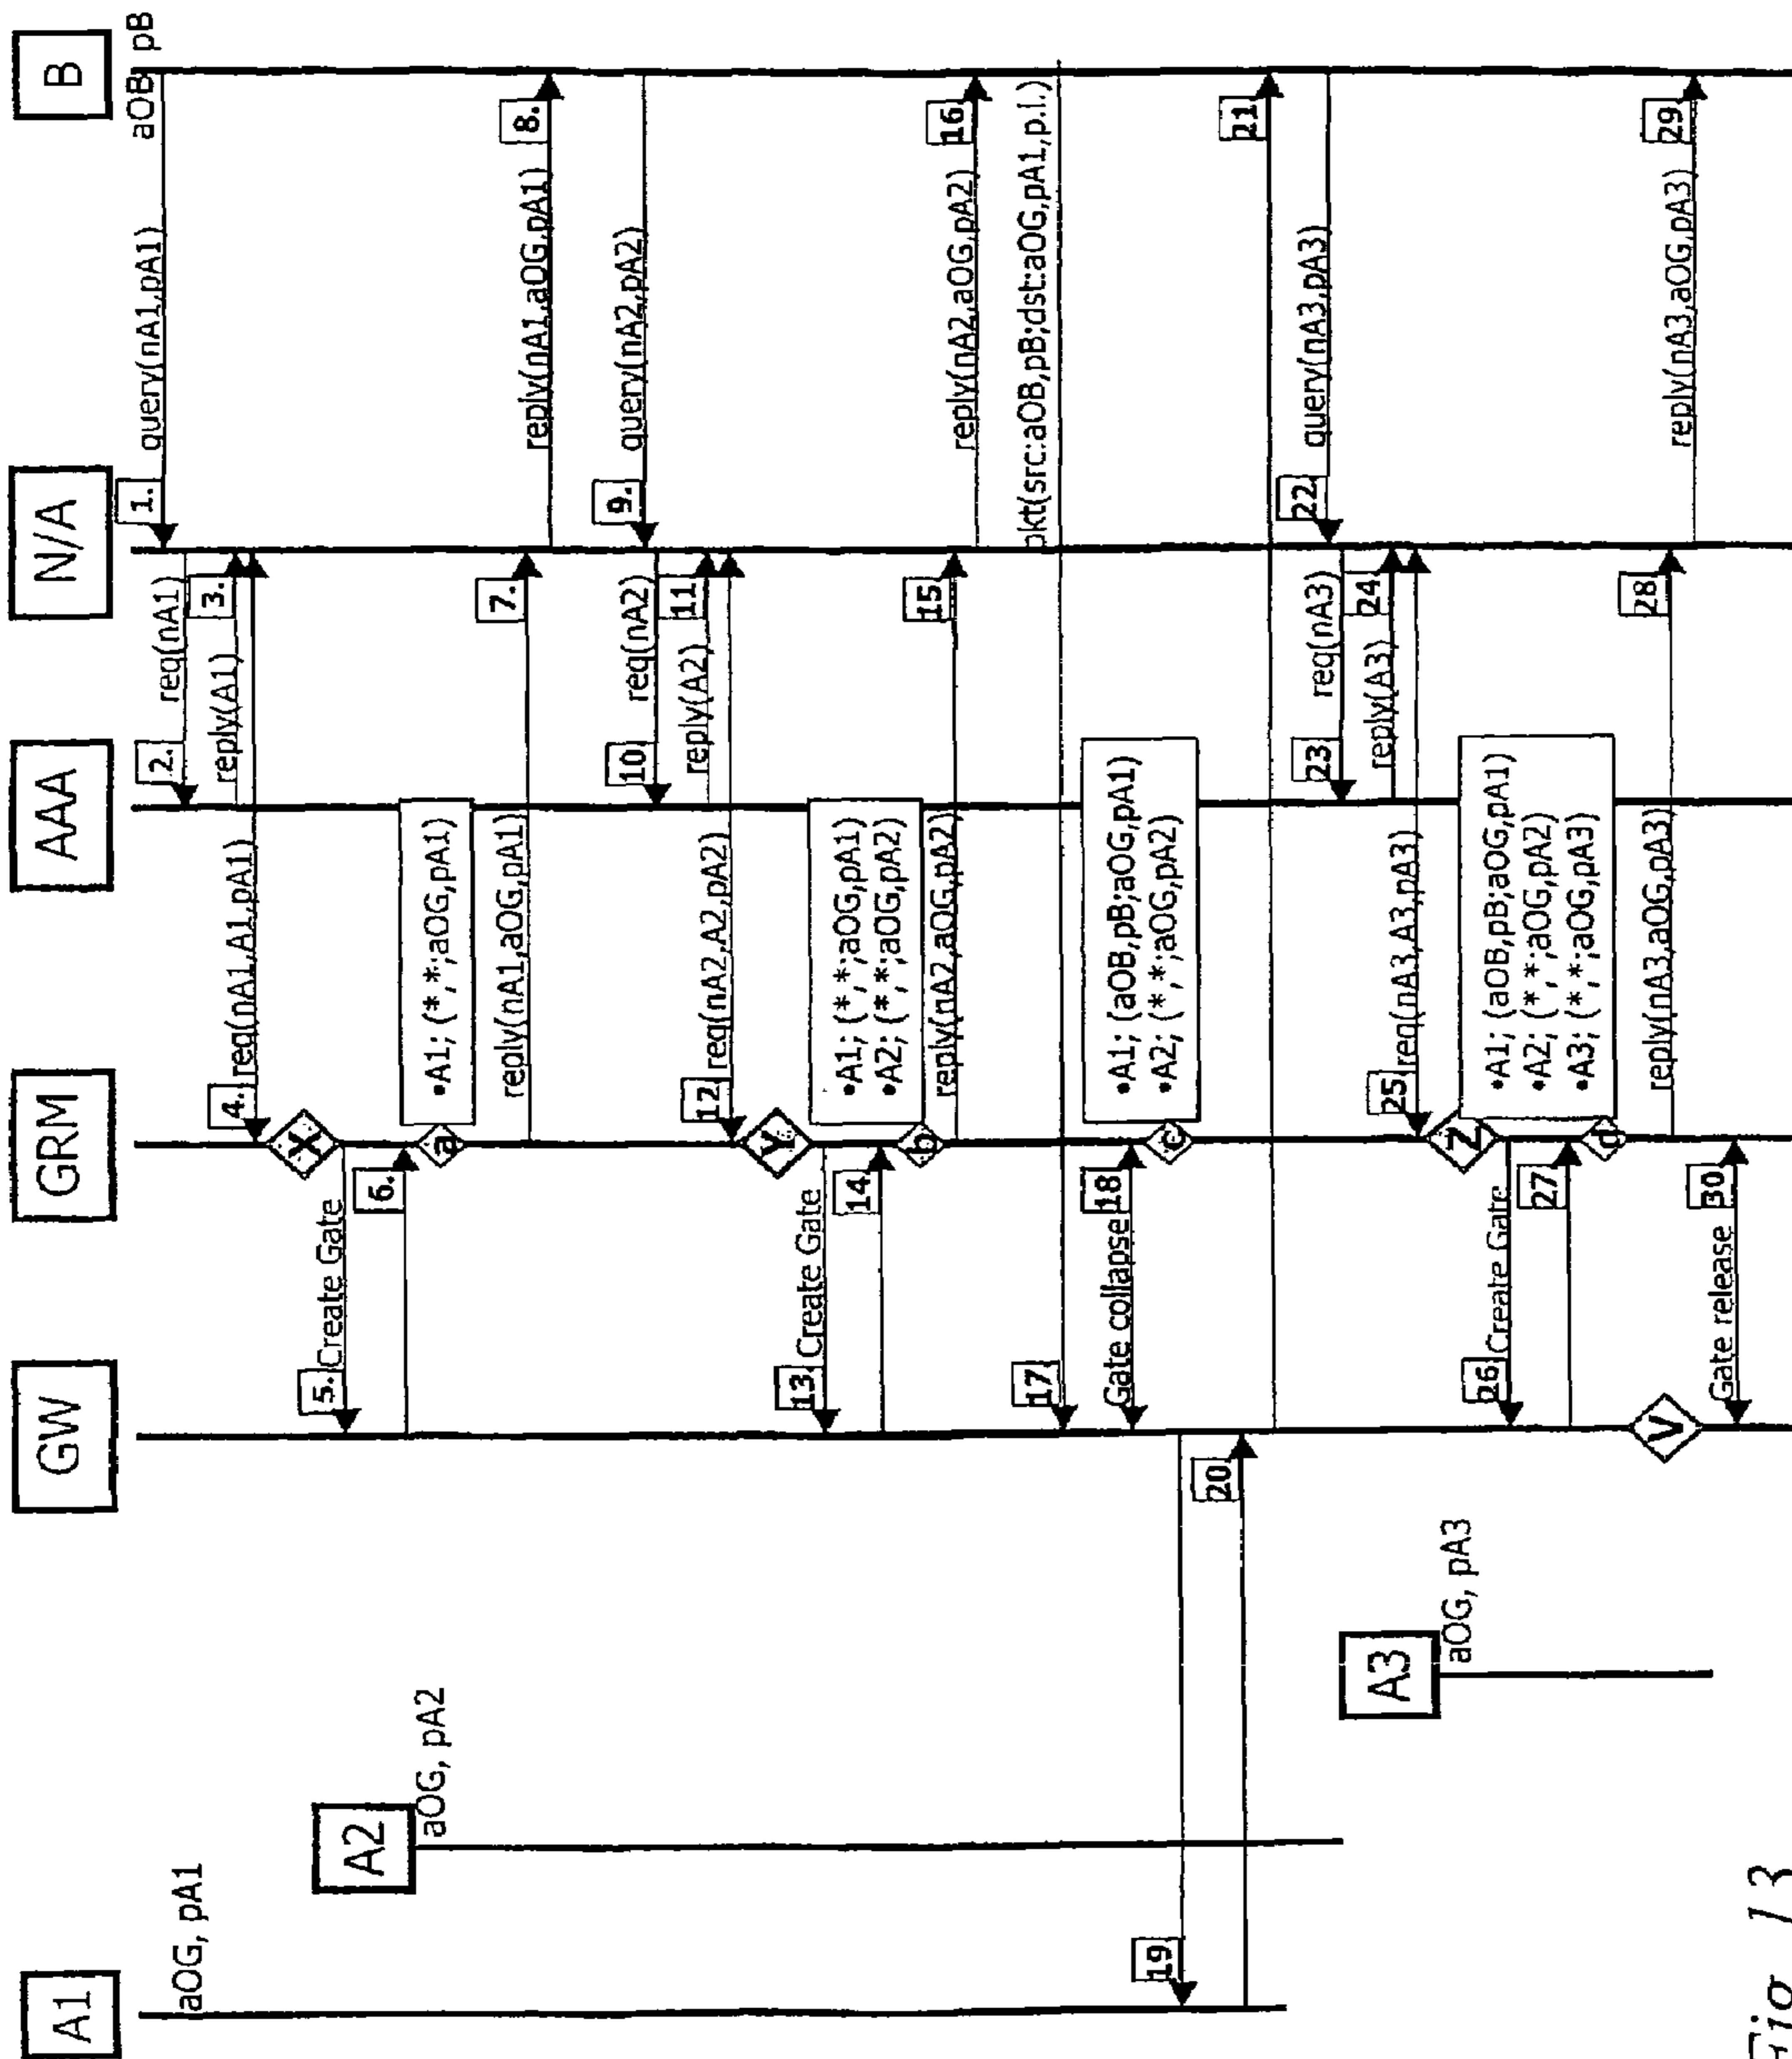 A1
GW
GRM
AAA
N/A
B
aOG, pA1
aOB, pB
1.
query(nA1,pA1)
2.
req(nA1)
3.
reply(A1)
4.
req(nA1,A1,pA1)
X
A2
aOG, pA2
5.
Create Gate
6.
a
•A1; (*,*;aOG,pA1)
7.
reply(nA1,aOG,pA1)
8.
reply(nA1,aOG,pA1)
9.
query(nA2,pA2)
10
req(nA2)
11
reply(A2)
12
req(nA2,A2,pA2)
Y
13
Create Gate
14
b
•A1; (*,*;aOG,pA1)
•A2; (*,*;aOG,pA2)
15
reply(nA2,aOG,pA2)
16
reply(nA2,aOG,pA2)
17
pkt(src:aOB,pB;dst:aOG,pA1,p.l.)
18
Gate collapse
c
•A1; (aOB,pB;aOG,pA1)
•A2; (*,*;aOG,pA2)
19
20
21
22
query(nA3,pA3)
A3
aOG, pA3
23
req(nA3)
24
reply(A3)
25
req(nA3,A3,pA3)
Z
26
Create Gate
27
d
•A1; (aOB,pB;aOG,pA1)
•A2; (*,*;aOG,pA2)
•A3; (*,*;aOG,pA3)
V
28
reply(nA3,aOG,pA3)
29
reply(nA3,aOG,pA3)
30
Gate release
Fig. 13